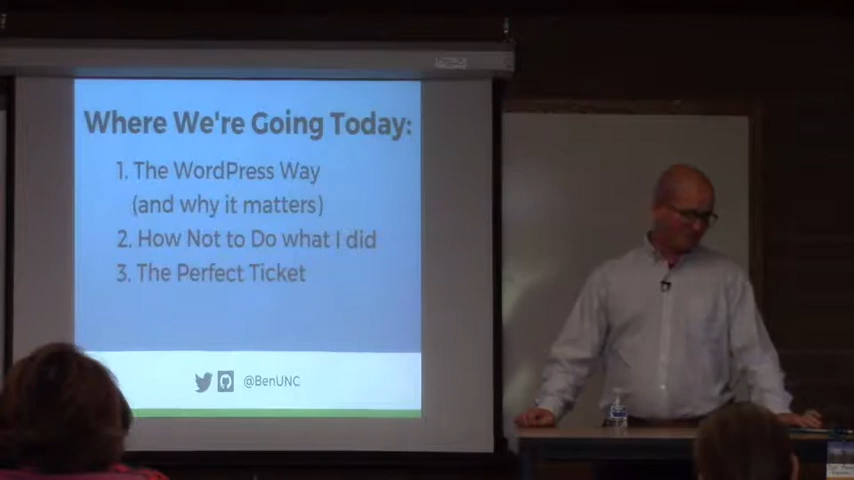 Where We're Going Today:
1. The WordPress Way
(and why it matters)
2. How Not to Do what I did
3. The Perfect Ticket
@BenUNC